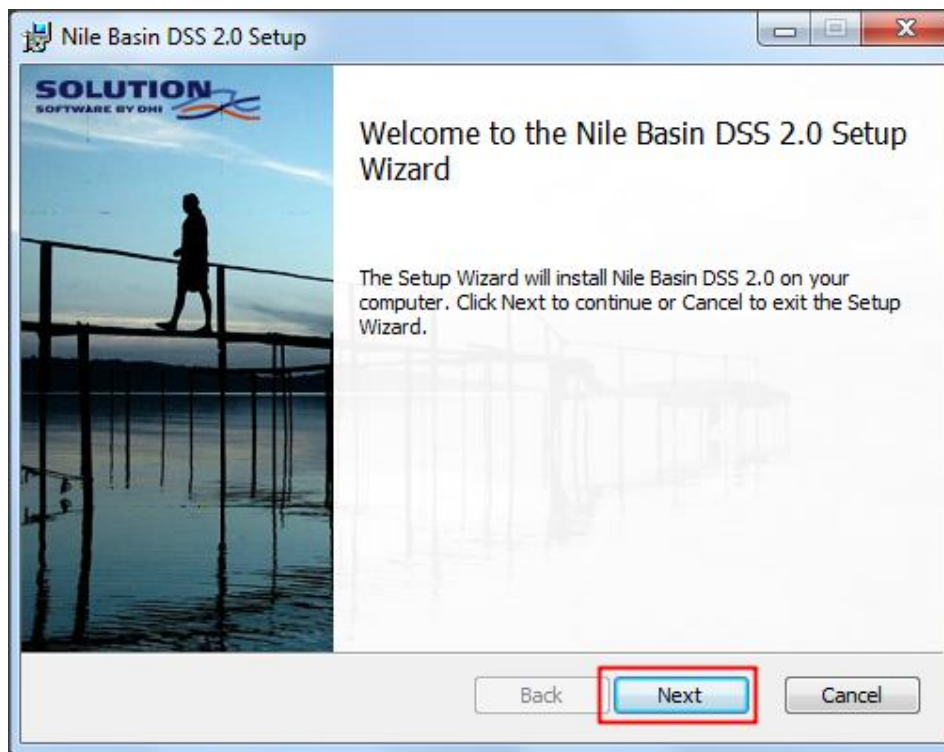 Nile Basin DSS 2.0 Setup
SOLUTION
SOFTWARE BY DHI
Welcome to the Nile Basin DSS 2.0 Setup
Wizard
The Setup Wizard will install Nile Basin DSS 2.0 on your
computer. Click Next to continue or Cancel to exit the Setup
Wizard.
Back
Next
Cancel